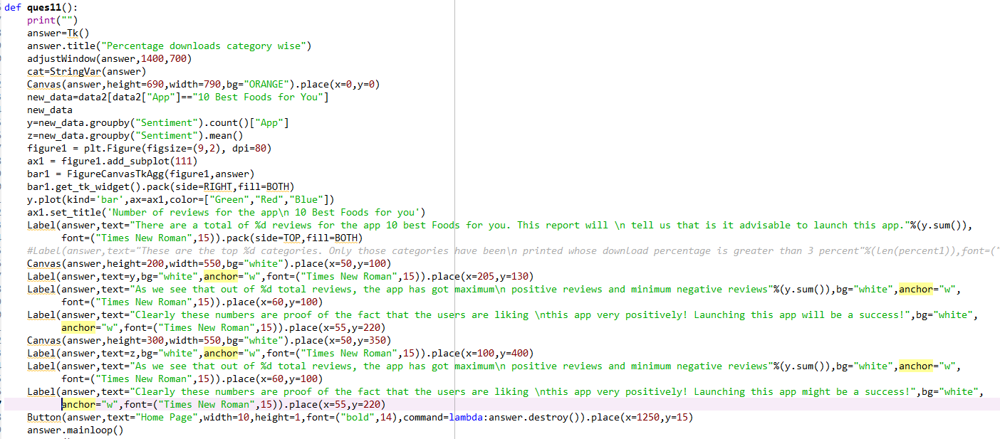 def ques11():
    print("")
    answer=Tk()
    answer.title("Percentage downloads category wise")
    adjustWindow(answer,1400,700)
    cat=StringVar(answer)
    Canvas(answer,height=690,width=790,bg="ORANGE").place(x=0,y=0)
    new_data=data2[data2["App"]=="10 Best Foods for You"]
    new_data
    y=new_data.groupby("Sentiment").count()["App"]
    z=new_data.groupby("Sentiment").mean()
    figure1 = plt.Figure(figsize=(9,2), dpi=80)
    ax1 = figure1.add_subplot(111)
    bar1 = FigureCanvasTkAgg(figure1,answer)
    bar1.get_tk_widget().pack(side=RIGHT,fill=BOTH)
    y.plot(kind='bar',ax=ax1,color=["Green","Red","Blue"])
    ax1.set_title('Number of reviews for the app\n 10 Best Foods for you')
    Label(answer,text="There are a total of %d reviews for the app 10 best Foods for you. This report will \n tell us that is it advisable to launch this app."%(y.sum()),
          font=("Times New Roman",15)).pack(side=TOP,fill=BOTH)
    #Label(answer,text="These are the top %d categories. Only those categories have been\n printed whose download percentage is greater than 3 percent"%(len(percent1)),font=("
    Canvas(answer,height=200,width=550,bg="white").place(x=50,y=100)
    Label(answer,text=y,bg="white",anchor="w",font=("Times New Roman",15)).place(x=205,y=130)
    Label(answer,text="As we see that out of %d total reviews, the app has got maximum\n positive reviews and minimum negative reviews"%(y.sum()),bg="white",anchor="w",
          font=("Times New Roman",15)).place(x=60,y=100)
    Label(answer,text="Clearly these numbers are proof of the fact that the users are liking \nthis app very positively! Launching this app will be a success!",bg="white",
          anchor="w",font=("Times New Roman",15)).place(x=55,y=220)
    Canvas(answer,height=300,width=550,bg="white").place(x=50,y=350)
    Label(answer,text=z,bg="white",anchor="w",font=("Times New Roman",15)).place(x=100,y=400)
    Label(answer,text="As we see that out of %d total reviews, the app has got maximum\n positive reviews and minimum negative reviews"%(y.sum()),bg="white",anchor="w",
          font=("Times New Roman",15)).place(x=60,y=100)
    Label(answer,text="Clearly these numbers are proof of the fact that the users are liking \nthis app very positively! Launching this app might be a success!",bg="white",
          anchor="w",font=("Times New Roman",15)).place(x=55,y=220)
    Button(answer,text="Home Page",width=10,height=1,font=("bold",14),command=lambda:answer.destroy()).place(x=1250,y=15)
    answer.mainloop()